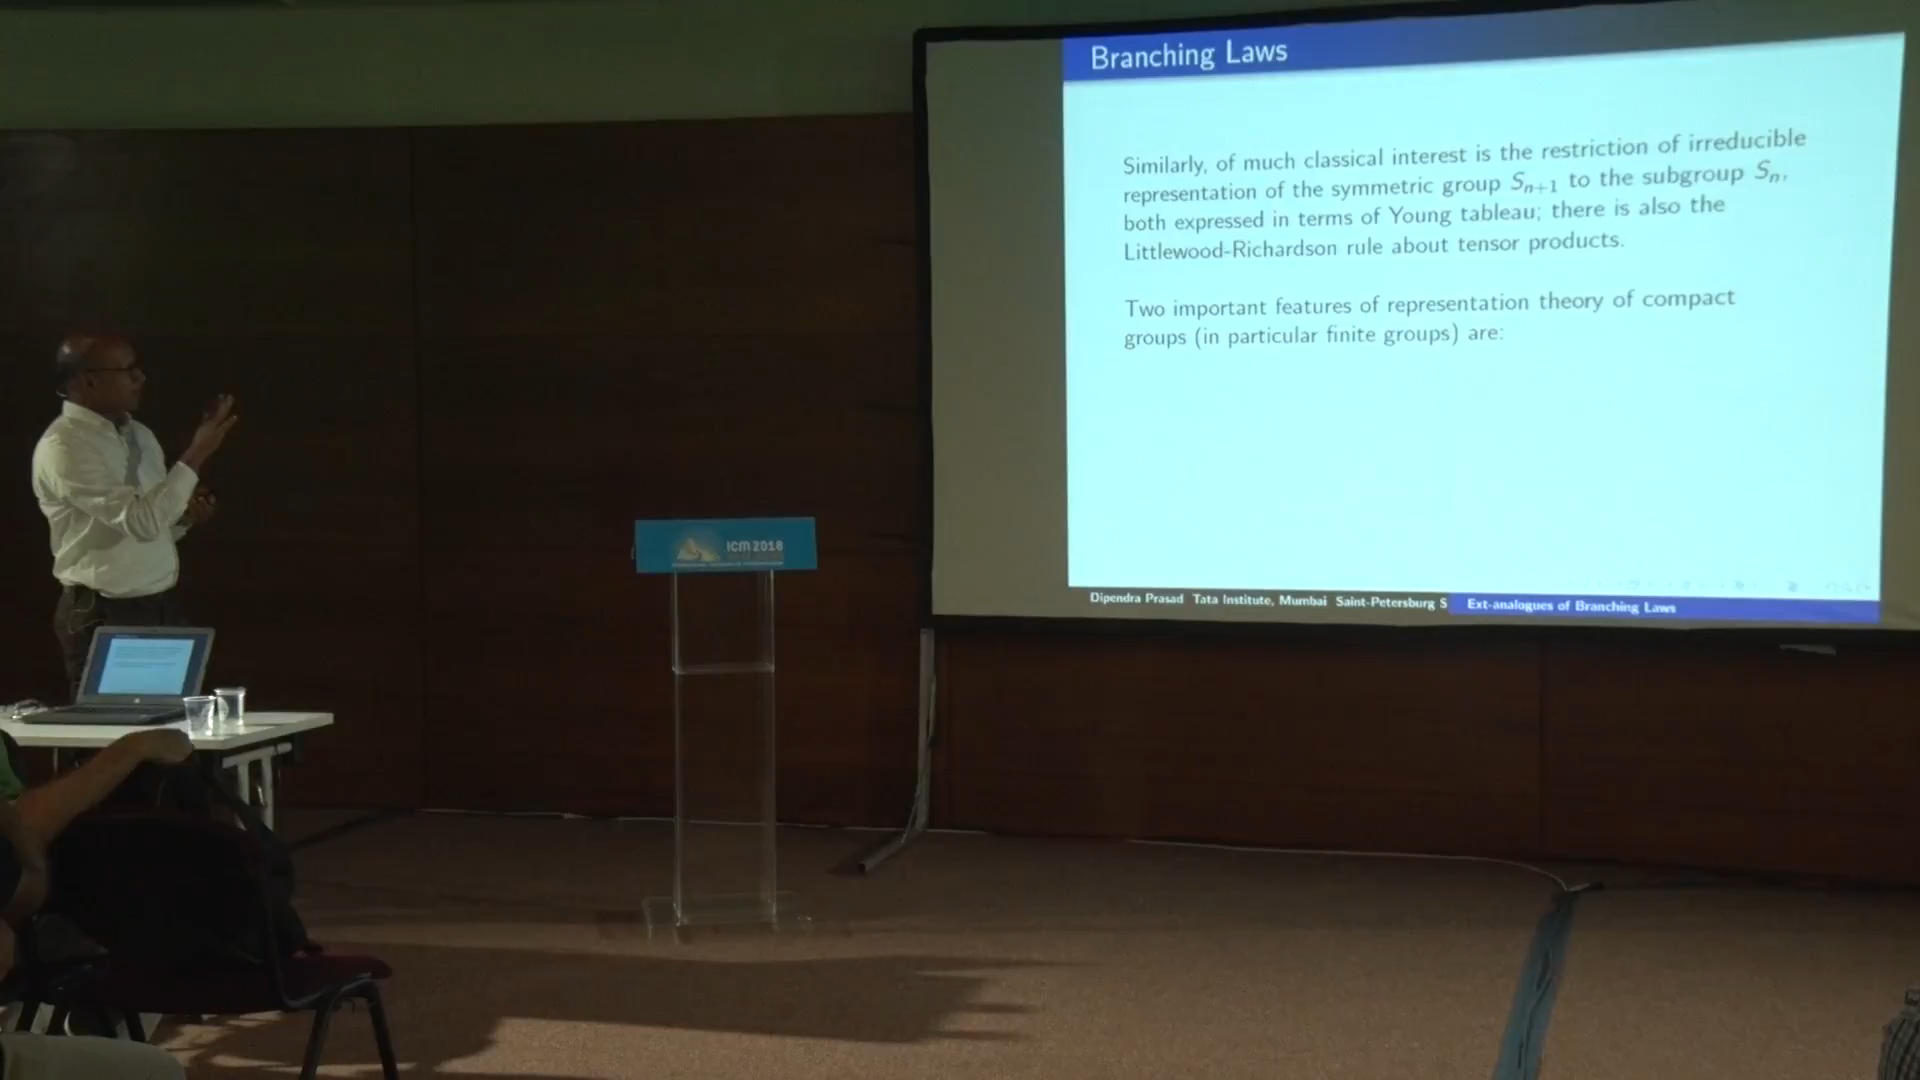 Branching Laws
Similarly, of much classical interest is the restriction of irreducible
representation of the symmetric group Sn+1 to the subgroup Sn,
both expressed in terms of Young tableau; there is also the
Littlewood-Richardson rule about tensor products.
Two important features of representation theory of compact
groups (in particular finite groups) are:
Dipendra Prasad Tata Institute, Mumbai Saint-Petersburg S
Ext-analogues of Branching Laws
ICM 2018